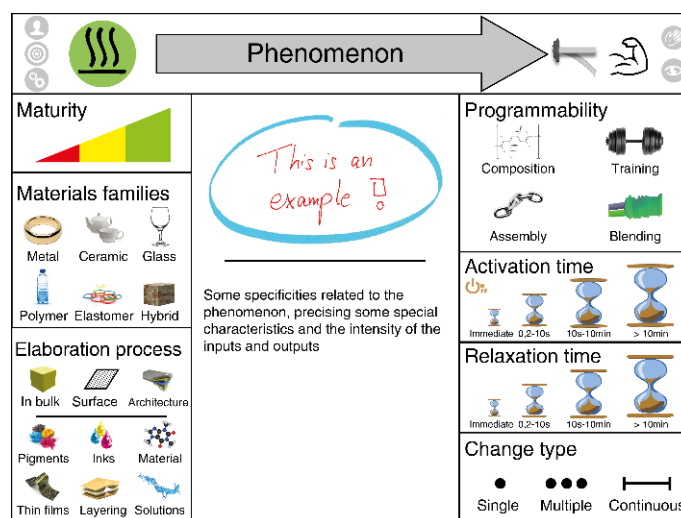 Phenomenon
Maturity
Materials families
Metal Ceramic Glass
Polymer Elastomer Hybrid
Elaboration process
In bulk Surface Architecture
Pigments Inks Material
Thin films Layering Solutions
This is an
example !
Some specificities related to the
phenomenon, precising some special
characteristics and the intensity of the
inputs and outputs
Programmability
Composition Training
Assembly Blending
Activation time
Immediate 0,2-10s 10s-10min > 10min
Relaxation time
Immediate 0,2-10s 10s-10min > 10min
Change type
Single Multiple Continuous